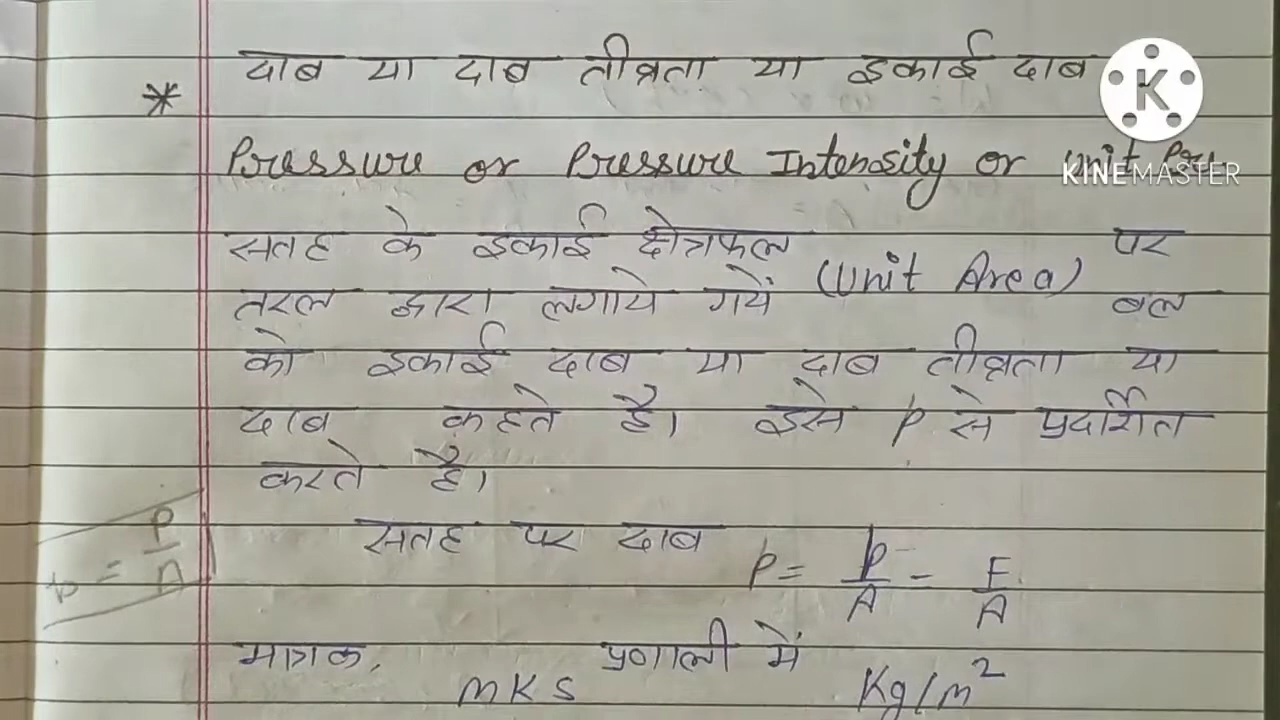 दाब या दाब तीव्रता या इकाई दाब
*
Pressure or Pressure Intensity or Unit Pre.
सतह के इकाई क्षेत्रफल (Unit Area) पर
तरल द्वारा लगाये गयें बल
को इकाई दाब या दाब तीव्रता या
दाब कहते है। इसे p से प्रदर्शित
करते है।
सतह पर दाब p = P/A = F/A
p = P/A
मात्रक, MKS प्रणाली में Kg/m²
K
KINEMASTER